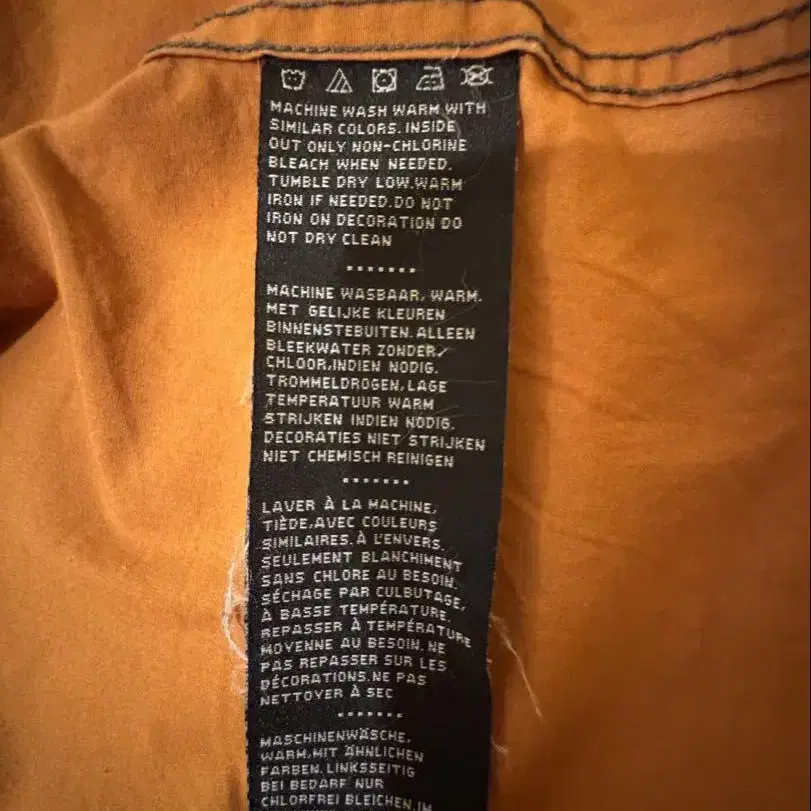 MACHINE WASH WARM WITH
SIMILAR COLORS. INSIDE
OUT ONLY NON-CHLORINE
BLEACH WHEN NEEDED.
TUMBLE DRY LOW. WARM
IRON IF NEEDED. DO NOT
IRON ON DECORATION DO
NOT DRY CLEAN
MACHINE WASBAAR, WARM.
MET GELIJKE KLEUREN
BINNENSTEBUITEN. ALLEEN
BLEEKWATER ZONDER
CHLOOR, INDIEN NODIG.
TROMMELDROGEN, LAGE
TEMPERATUUR WARM
STRIJKEN INDIEN NODIG.
DECORATIES NIET STRIJKEN
NIET CHEMISCH REINIGEN
LAVER À LA MACHINE,
TIÈDE, AVEC COULEURS
SIMILAIRES. À L'ENVERS.
SEULEMENT BLANCHIMENT
SANS CHLORE AU BESOIN.
SÉCHAGE PAR CULBUTAGE,
À BASSE TEMPÉRATURE.
REPASSER À TEMPÉRATURE
MOYENNE AU BESOIN. NE
PAS REPASSER SUR LES
DÉCORATIONS. NE PAS
NETTOYER À SEC
MASCHINENWÄSCHE,
WARM. MIT ÄHNLICHEN
FARBEN. LINKSSEITIG
BEI BEDARF NUR
CHLORFREI BLEICHEN. IM